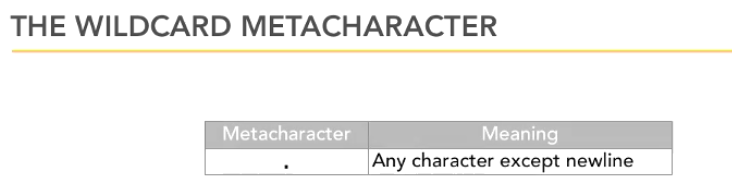 THE WILDCARD METACHARACTER
Metacharacter Meaning
. Any character except newline